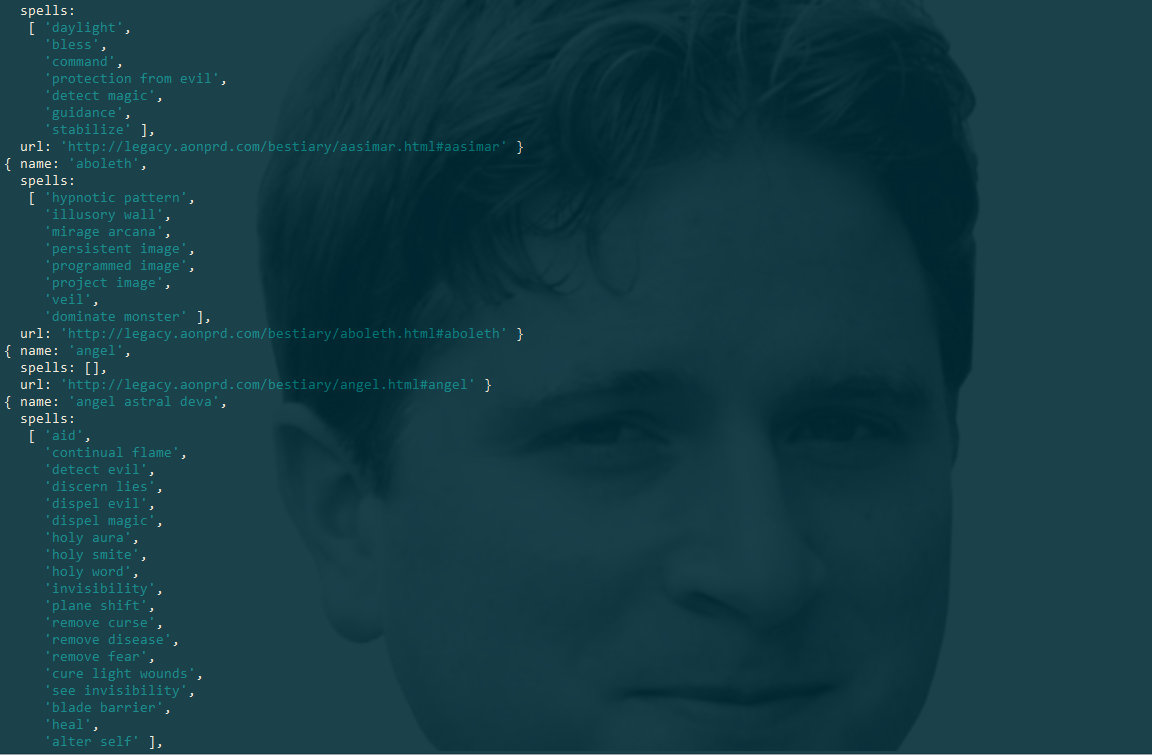 spells:
[ 'daylight',
'bless',
'command',
'protection from evil',
'detect magic',
'guidance',
'stabilize' ],
url: 'http://legacy.aonprd.com/bestiary/aasimar.html#aasimar' }
{ name: 'aboleth',
spells:
[ 'hypnotic pattern',
'illusory wall',
'mirage arcana',
'persistent image',
'programmed image',
'project image',
'veil',
'dominate monster' ],
url: 'http://legacy.aonprd.com/bestiary/aboleth.html#aboleth' }
{ name: 'angel',
spells: [],
url: 'http://legacy.aonprd.com/bestiary/angel.html#angel' }
{ name: 'angel astral deva',
spells:
[ 'aid',
'continual flame',
'detect evil',
'discern lies',
'dispel evil',
'dispel magic',
'holy aura',
'holy smite',
'holy word',
'invisibility',
'plane shift',
'remove curse',
'remove disease',
'remove fear',
'cure light wounds',
'see invisibility',
'blade barrier',
'heal',
'alter self' ],